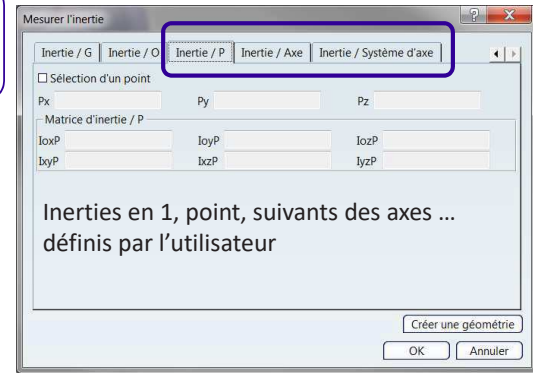 Mesurer l'inertie
Inertie / G Inertie / O Inertie / P Inertie / Axe Inertie / Système d'axe
Sélection d'un point
Px Py Pz
Matrice d'inertie / P
IoxP IoyP IozP
IxyP IxzP IyzP
Inerties en 1, point, suivants des axes ...
définis par l'utilisateur
Créer une géométrie
OK Annuler